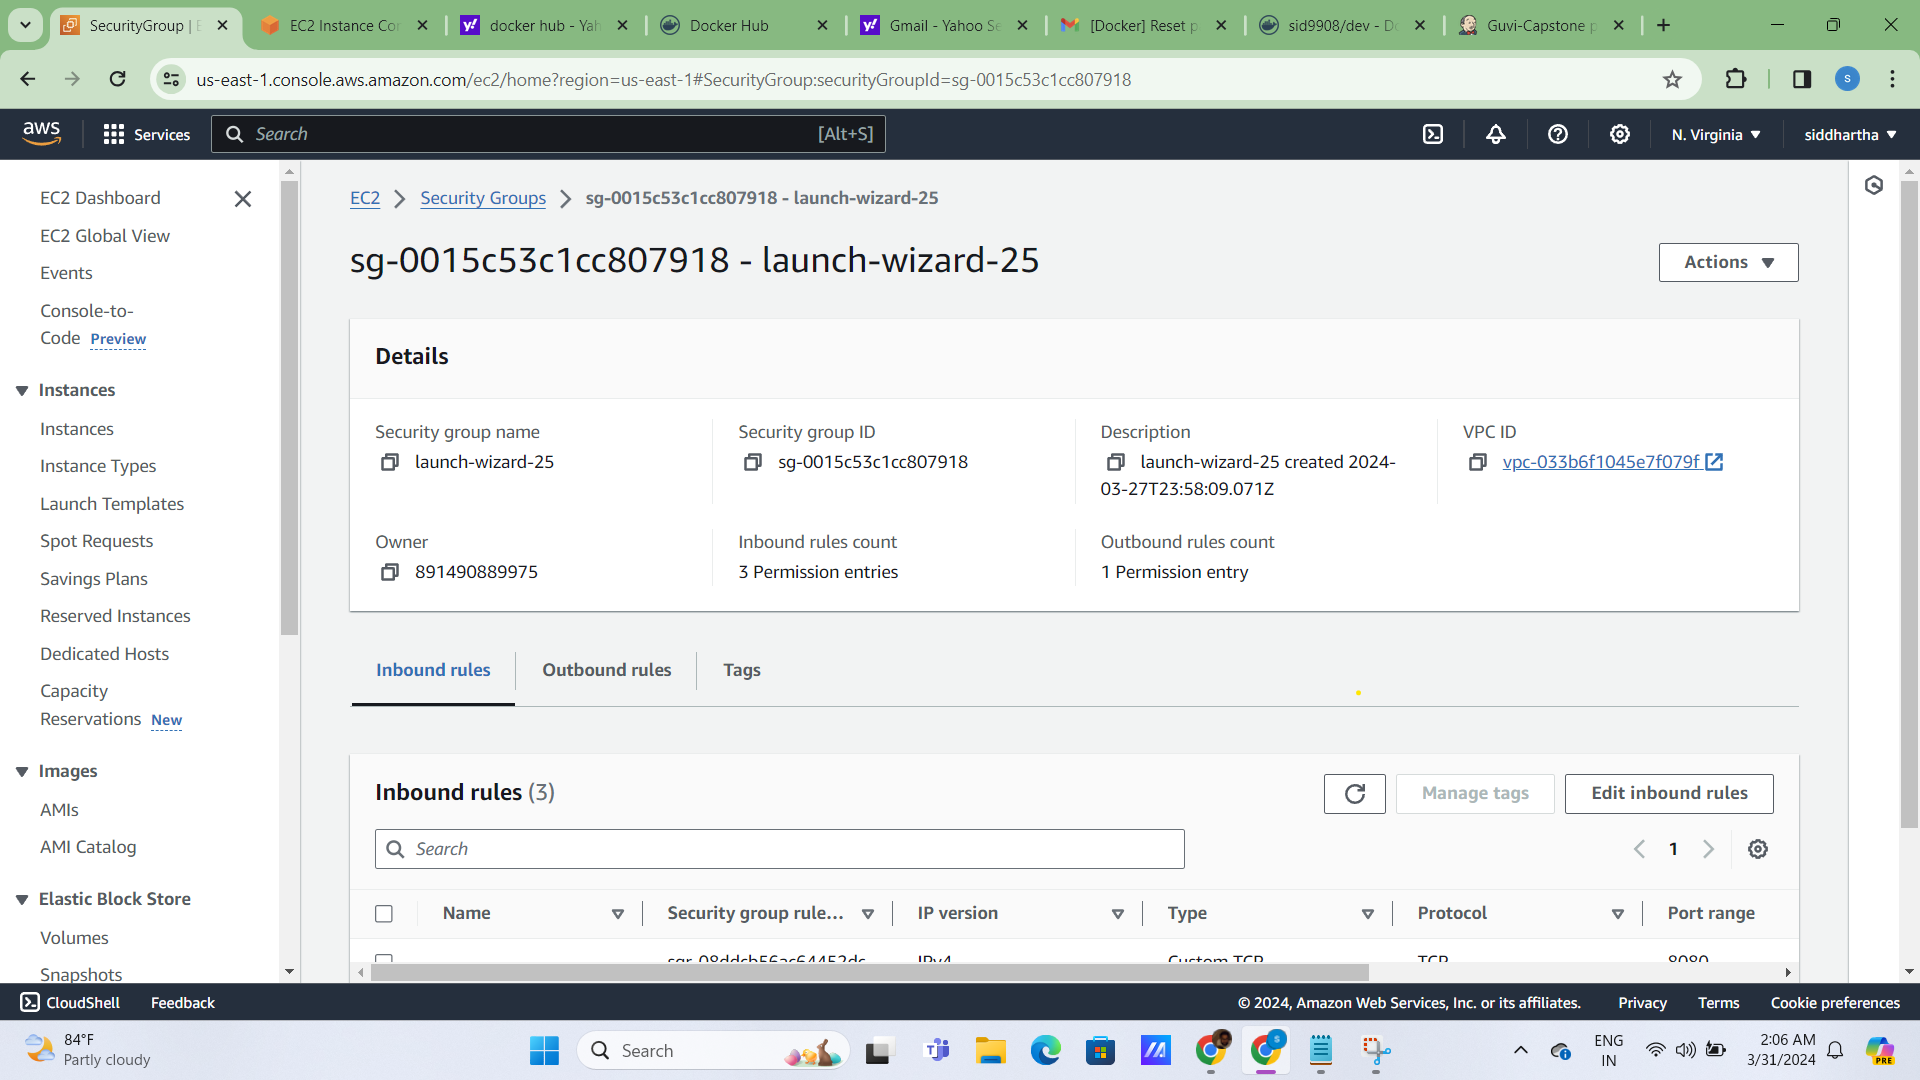 SecurityGroup | E
EC2 Instance Con
docker hub - Yah
Docker Hub
Gmail - Yahoo Se
[Docker] Reset p
sid9908/dev - Do
Guvi-Capstone p
us-east-1.console.aws.amazon.com/ec2/home?region=us-east-1#SecurityGroup:securityGroupId=sg-0015c53c1cc807918
S
aws
Services
Search
[Alt+S]
N. Virginia
siddhartha
EC2 Dashboard
EC2 Global View
Events
Console-to-
Code Preview
Instances
Instances
Instance Types
Launch Templates
Spot Requests
Savings Plans
Reserved Instances
Dedicated Hosts
Capacity
Reservations New
Images
AMIs
AMI Catalog
Elastic Block Store
Volumes
Snapshots
EC2
Security Groups
sg-0015c53c1cc807918 - launch-wizard-25
sg-0015c53c1cc807918 - launch-wizard-25
Actions
Details
Security group name
launch-wizard-25
Security group ID
sg-0015c53c1cc807918
Description
launch-wizard-25 created 2024-
03-27T23:58:09.071Z
VPC ID
vpc-033b6f1045e7f079f
Owner
891490889975
Inbound rules count
3 Permission entries
Outbound rules count
1 Permission entry
Inbound rules
Outbound rules
Tags
Inbound rules (3)
Manage tags
Edit inbound rules
Search
1
Name
Security group rule...
IP version
Type
Protocol
Port range
sgr-08ddcb56ac64452dc
IPv4
Custom TCP
TCP
8080
CloudShell
Feedback
© 2024, Amazon Web Services, Inc. or its affiliates.
Privacy
Terms
Cookie preferences
84°F
Partly cloudy
Search
ENG
IN
2:06 AM
3/31/2024
PRE